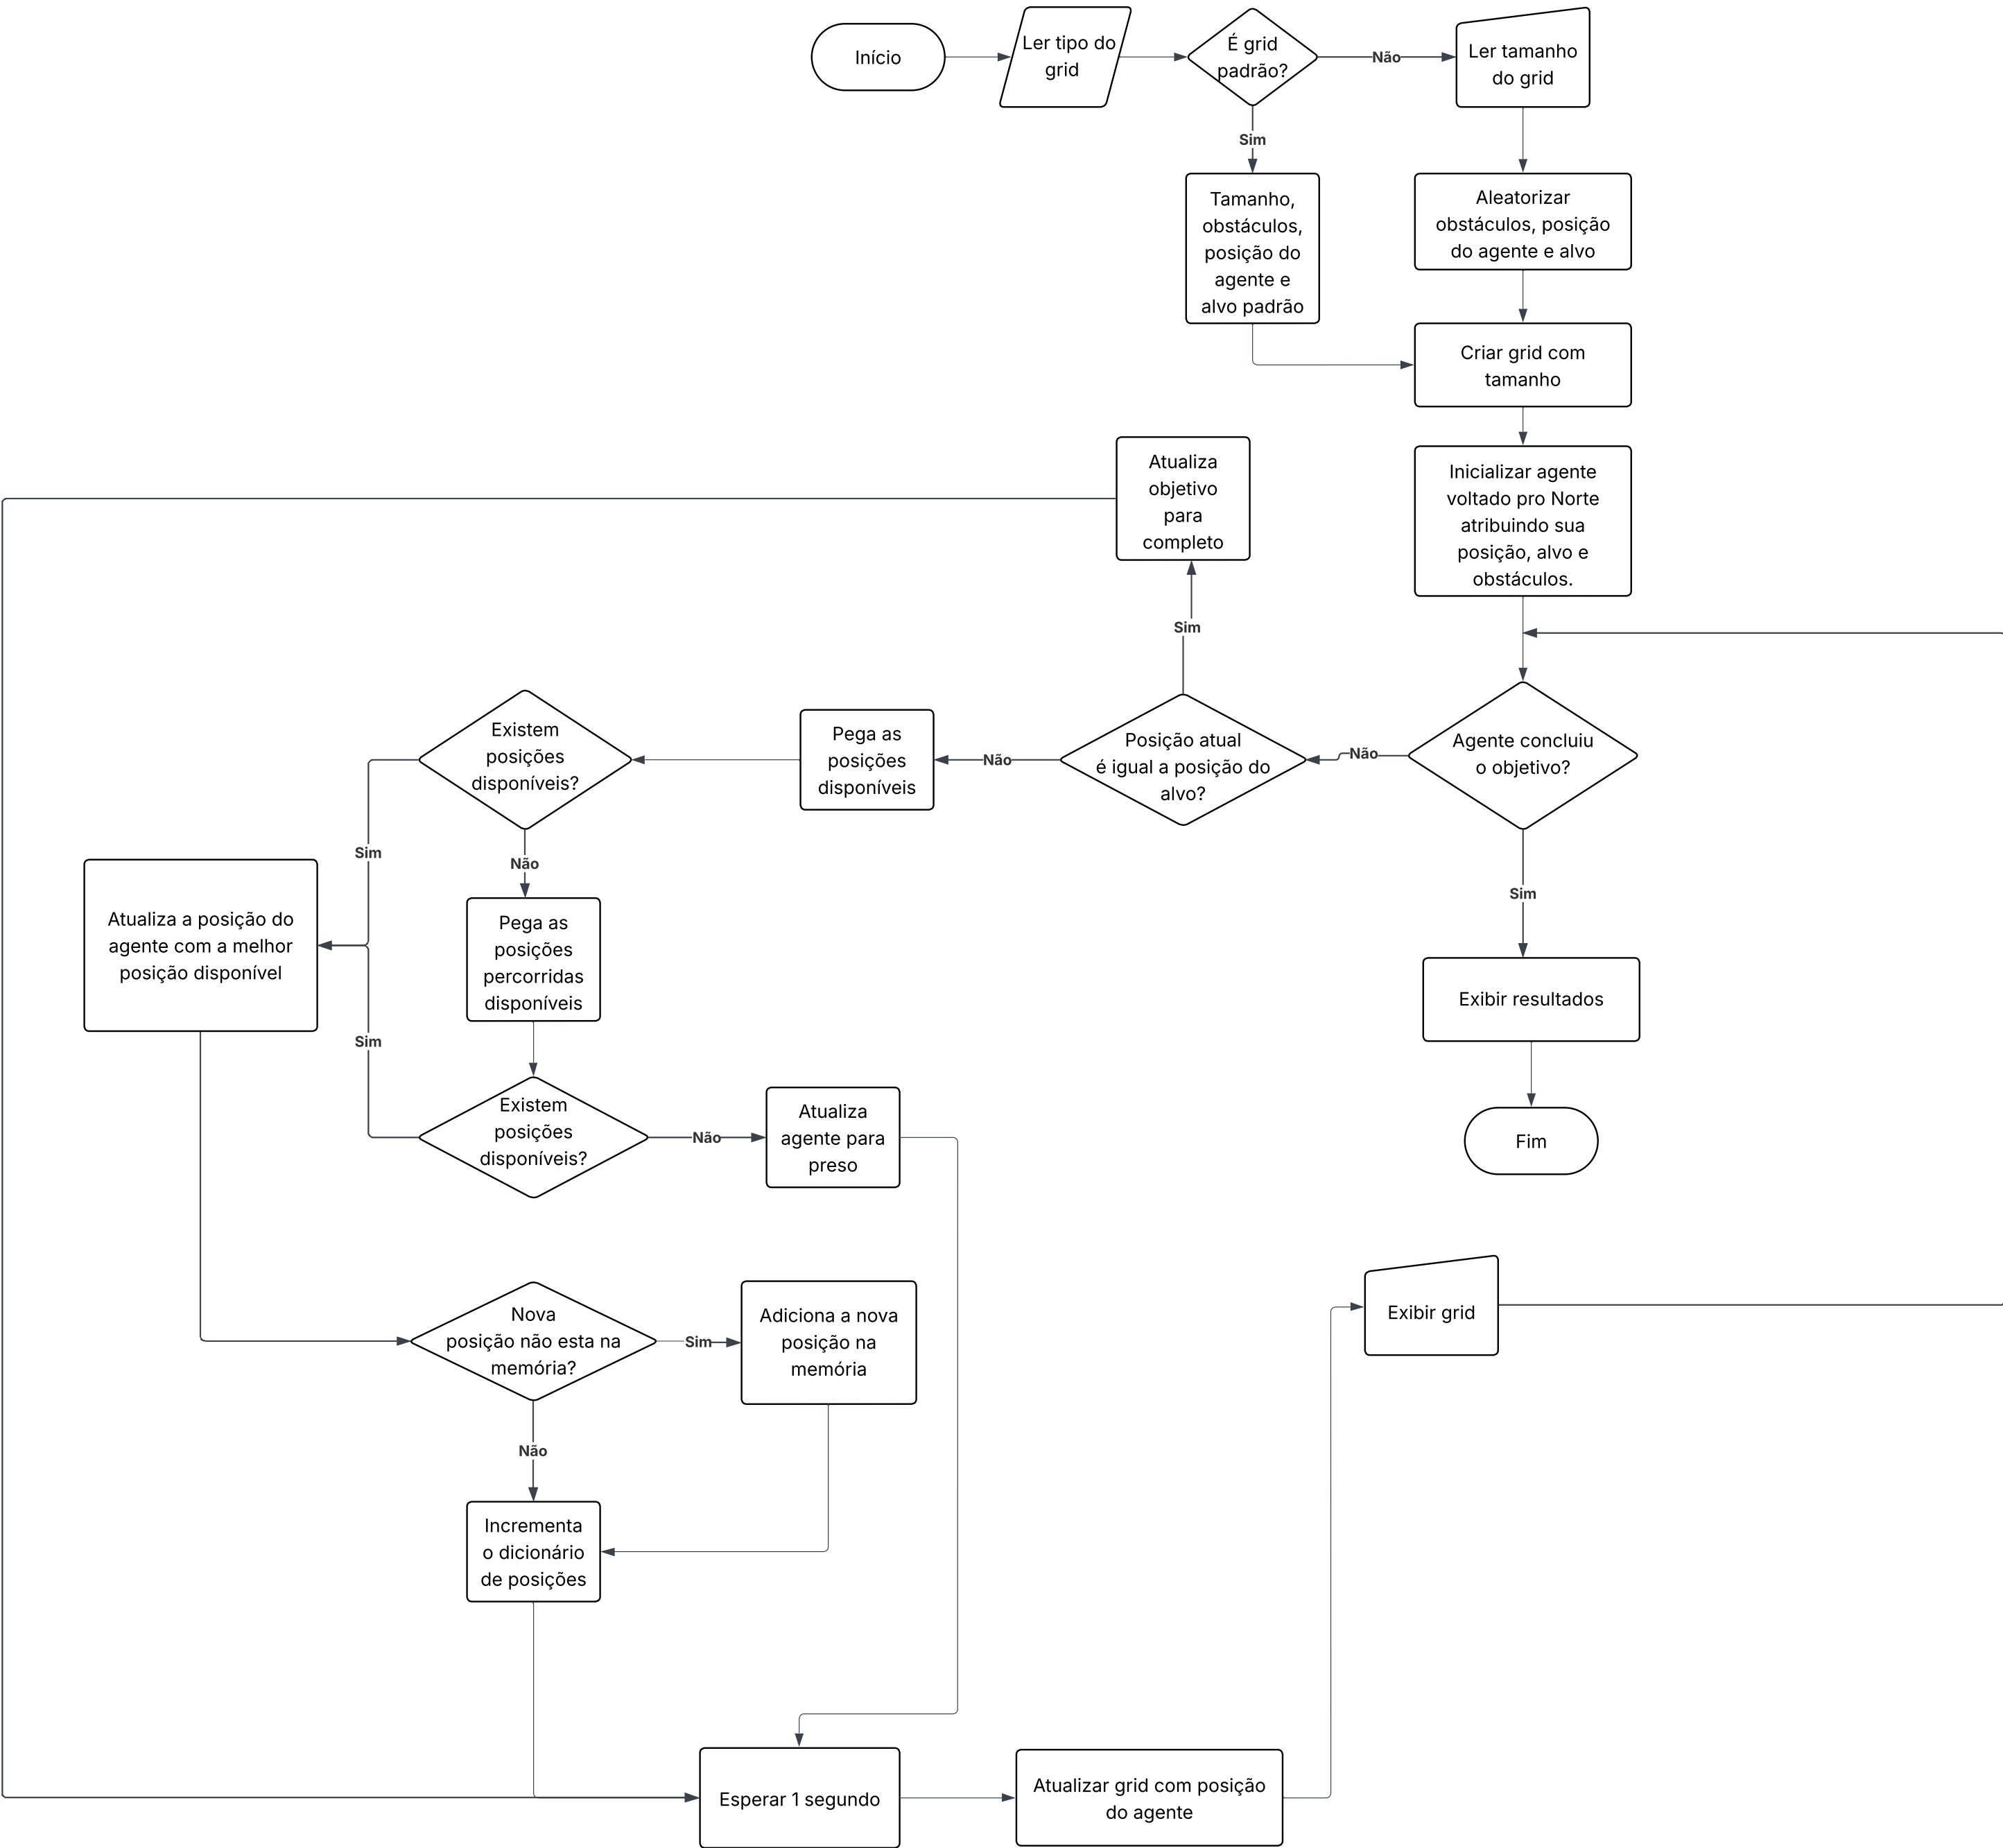 Início
Ler tipo do
grid
É grid
padrão?
Não
Ler tamanho
do grid
Sim
Tamanho,
obstáculos,
posição do
agente e
alvo padrão
Aleatorizar
obstáculos, posição
do agente e alvo
Criar grid com
tamanho
Inicializar agente
voltado pro Norte
atribuindo sua
posição, alvo e
obstáculos.
Atualiza
objetivo
para
completo
Sim
Agente concluiu
o objetivo?
Não
Posição atual
é igual a posição do
alvo?
Não
Pega as
posições
disponíveis
Existem
posições
disponíveis?
Sim
Não
Sim
Atualiza a posição do
agente com a melhor
posição disponível
Pega as
posições
percorridas
disponíveis
Exibir resultados
Sim
Existem
posições
disponíveis?
Não
Atualiza
agente para
preso
Fim
Nova
posição não esta na
memória?
Sim
Adiciona a nova
posição na
memória
Exibir grid
Não
Incrementa
o dicionário
de posições
Esperar 1 segundo
Atualizar grid com posição
do agente